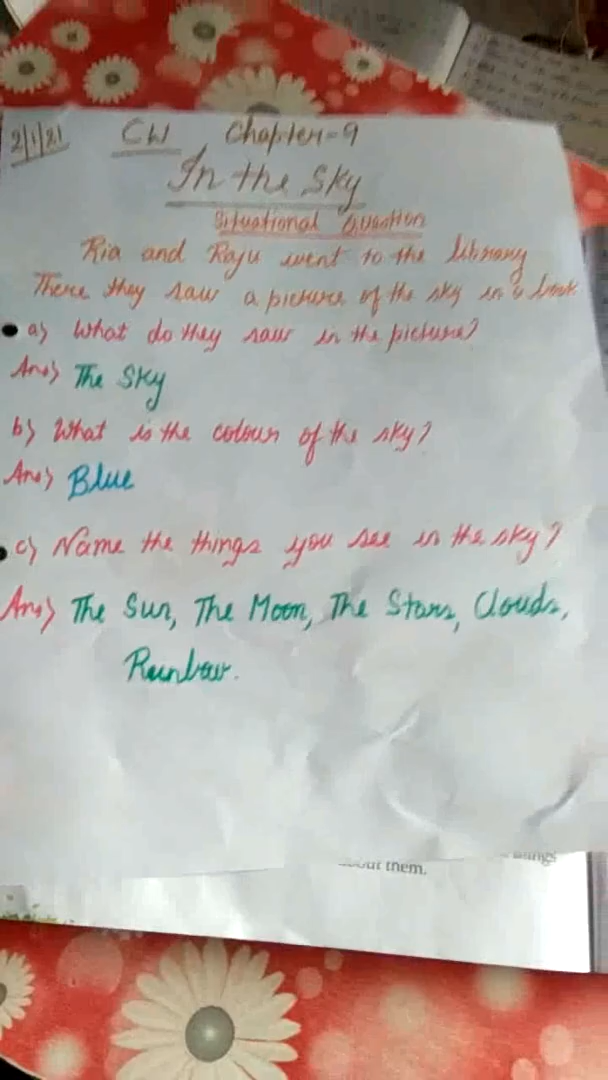 2/1/21 CW Chapter-9
In the Sky
Situational Question
Ria and Raju went to the library
There they saw a picture of the sky in a book
a) What do they saw in the picture?
Ans) The Sky
b) What is the colour of the sky?
Ans) Blue
c) Name the things you see in the sky?
Ans) The Sun, The Moon, The Stars, Clouds,
Rainbow.
about them.